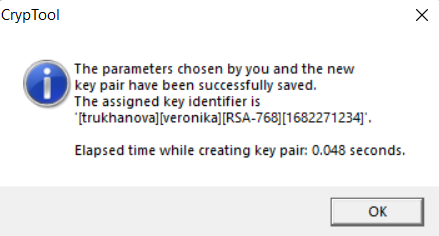 CrypTool
The parameters chosen by you and the new
key pair have been successfully saved.
The assigned key identifier is
'[trukhanova][veronika][RSA-768][1682271234]'.
Elapsed time while creating key pair: 0.048 seconds.
OK